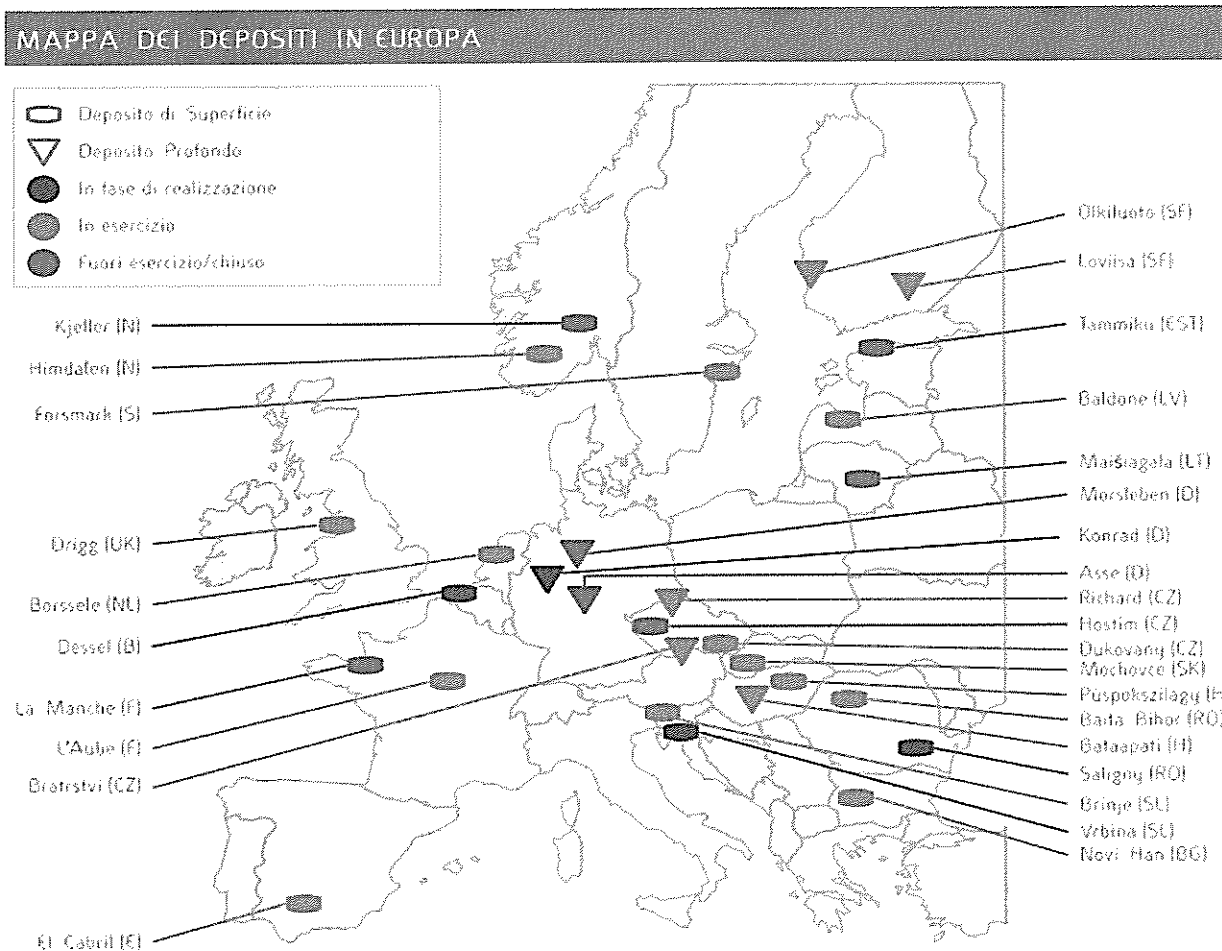 MAPPA DEI DEPOSITI IN EUROPA
Deposito di Superficie
Deposito Profondo
In fase di realizzazione
In esercizio
Fuori esercizio/chiuso
Kjeller (N)
Himdalen (N)
Forsmark (S)
Drigg (UK)
Borssele (NL)
Dessel (B)
La Manche (F)
L'Aube (F)
Bratrstvi (CZ)
El Cabril (E)
Olkiluoto (SF)
Loviisa (SF)
Tammiku (EST)
Baldone (LV)
Maišiagala (LT)
Morsleben (D)
Konrad (D)
Asse (D)
Richard (CZ)
Hostim (CZ)
Dukovany (CZ)
Mochovce (SK)
Püspokszilagy (H
Baita Bihor (RO)
Bataapati (H)
Saligny (RO)
Brinje (SL)
Vrbina (SL)
Novi Han (BG)